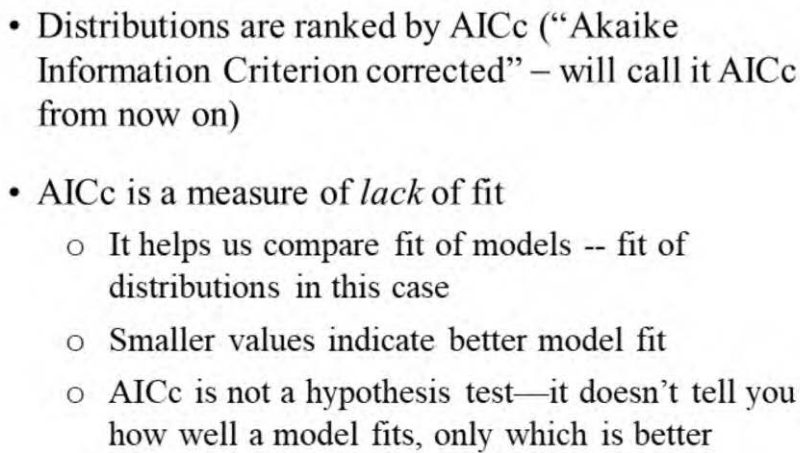 • Distributions are ranked by AICc (“Akaike
Information Criterion corrected” – will call it AICc
from now on)
• AICc is a measure of lack of fit
o It helps us compare fit of models -- fit of
distributions in this case
o Smaller values indicate better model fit
o AICc is not a hypothesis test—it doesn’t tell you
how well a model fits, only which is better